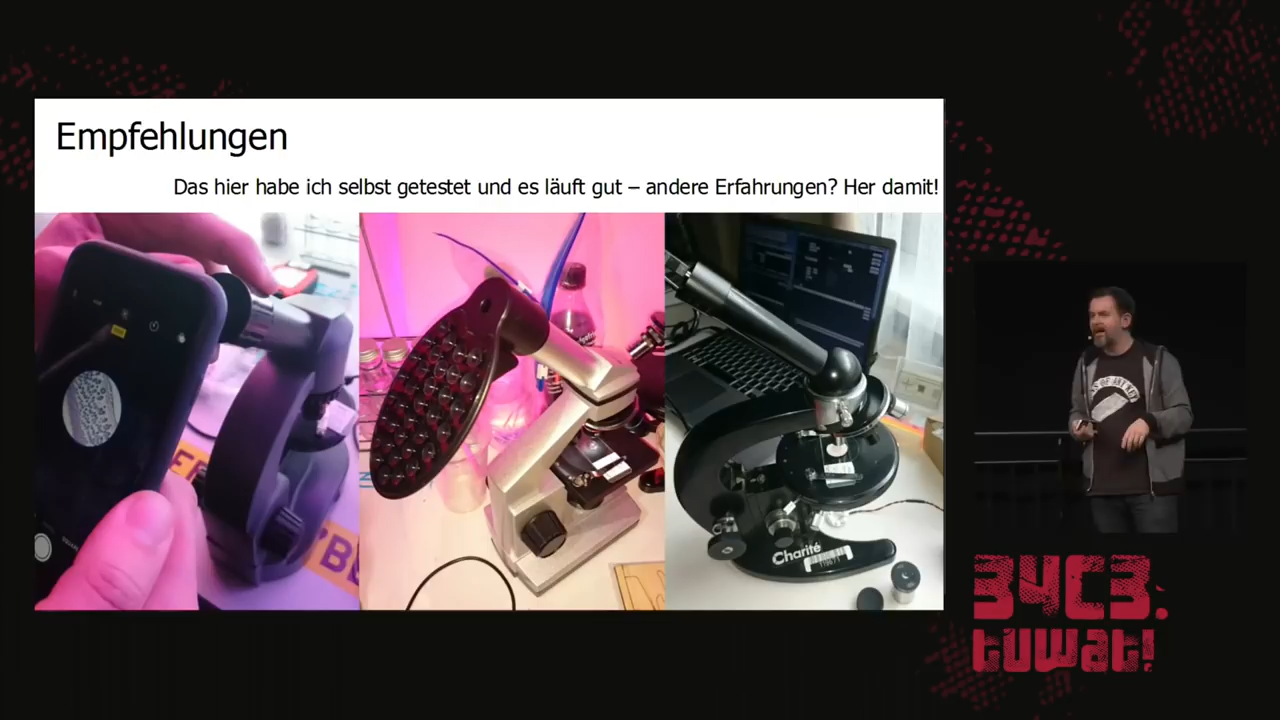 Empfehlungen
Das hier habe ich selbst getestet und es läuft gut – andere Erfahrungen? Her damit!
Charité
34C3.
tuwat!